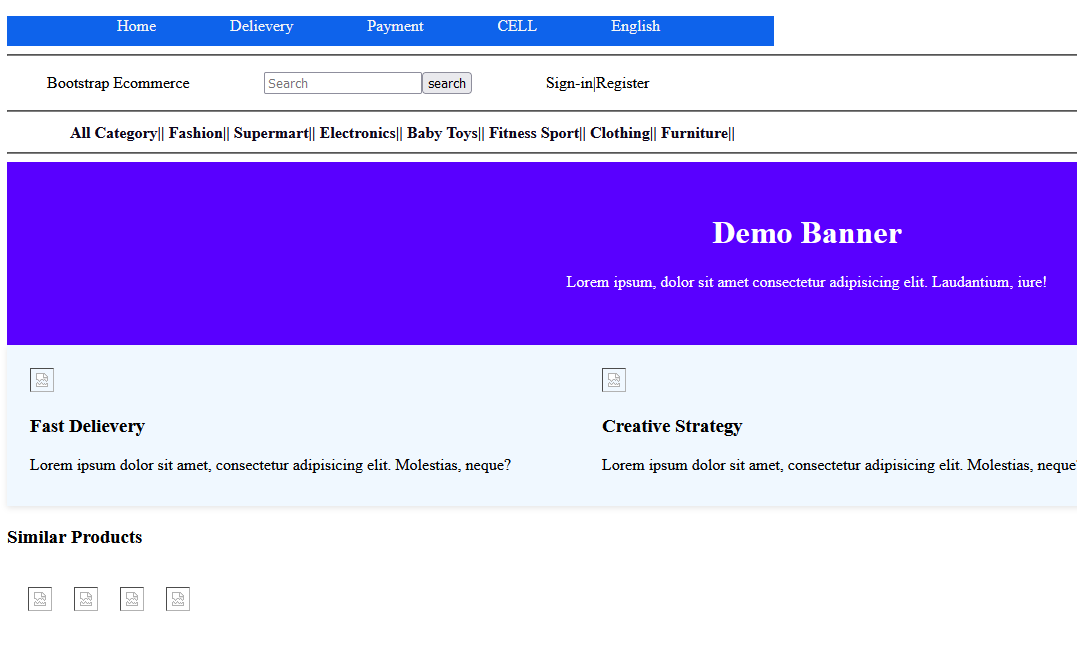 Home Delievery Payment CELL English
Bootstrap Ecommerce Search search Sign-in|Register
All Category|| Fashion|| Supermart|| Electronics|| Baby Toys|| Fitness Sport|| Clothing|| Furniture||
Demo Banner
Lorem ipsum, dolor sit amet consectetur adipisicing elit. Laudantium, iure!
Fast Delievery Creative Strategy
Lorem ipsum dolor sit amet, consectetur adipisicing elit. Molestias, neque? Lorem ipsum dolor sit amet, consectetur adipisicing elit. Molestias, neque?
Similar Products